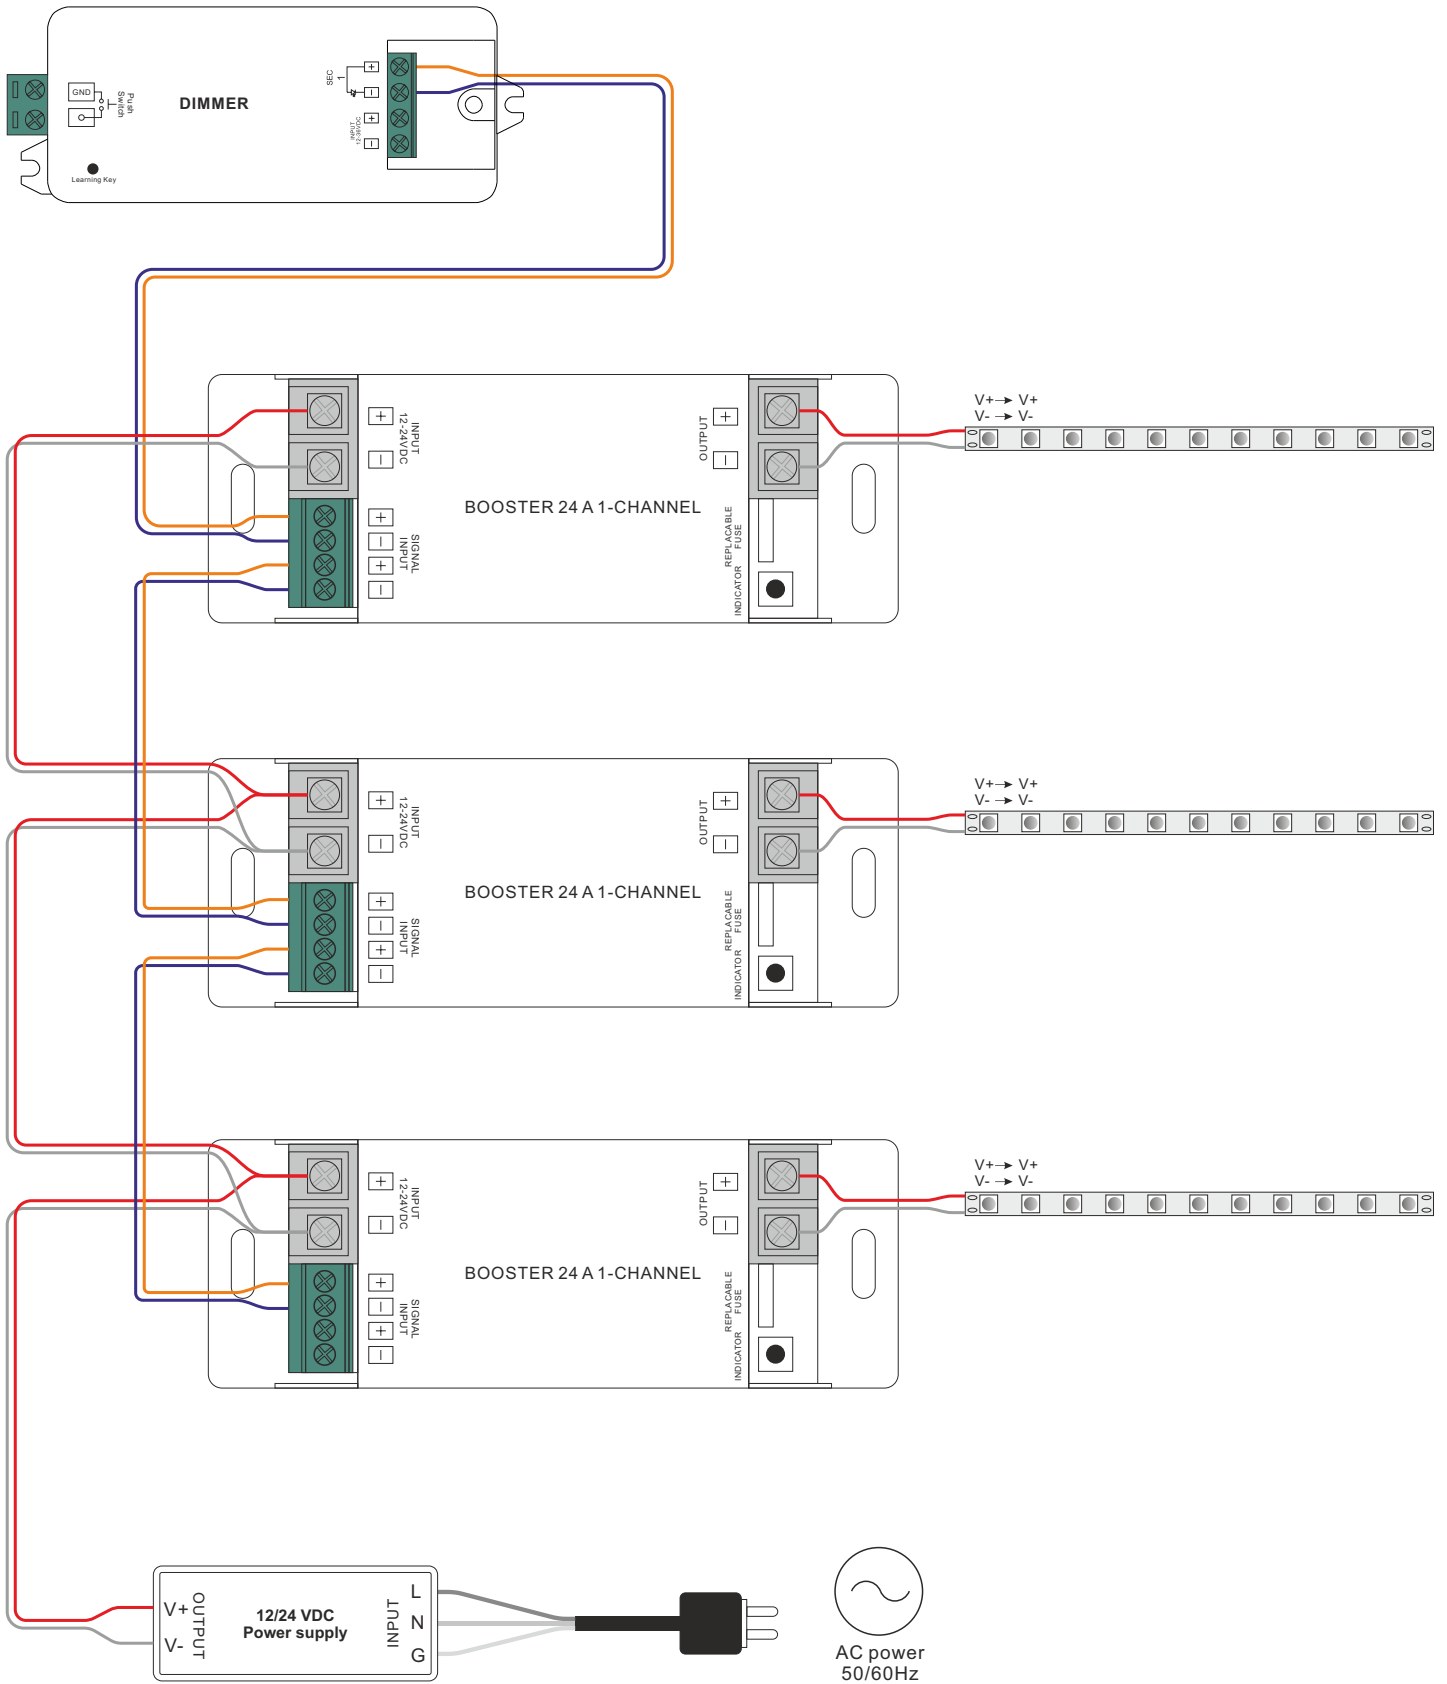 GND
Push
Switch
DIMMER
Learning Key
SEC
1
+
−
+
−
INPUT
12-36VDC
+
−
INPUT
12-24VDC
+
−
+
−
SIGNAL
INPUT
BOOSTER 24 A 1-CHANNEL
+
−
OUTPUT
REPLACABLE
FUSE
INDICATOR
V+→ V+
V- → V-
+
−
INPUT
12-24VDC
+
−
+
−
SIGNAL
INPUT
BOOSTER 24 A 1-CHANNEL
+
−
OUTPUT
REPLACABLE
FUSE
INDICATOR
V+→ V+
V- → V-
+
−
INPUT
12-24VDC
+
−
+
−
SIGNAL
INPUT
BOOSTER 24 A 1-CHANNEL
+
−
OUTPUT
REPLACABLE
FUSE
INDICATOR
V+→ V+
V- → V-
V+
V-
OUTPUT
12/24 VDC
Power supply
INPUT
L
N
G
AC power
50/60Hz